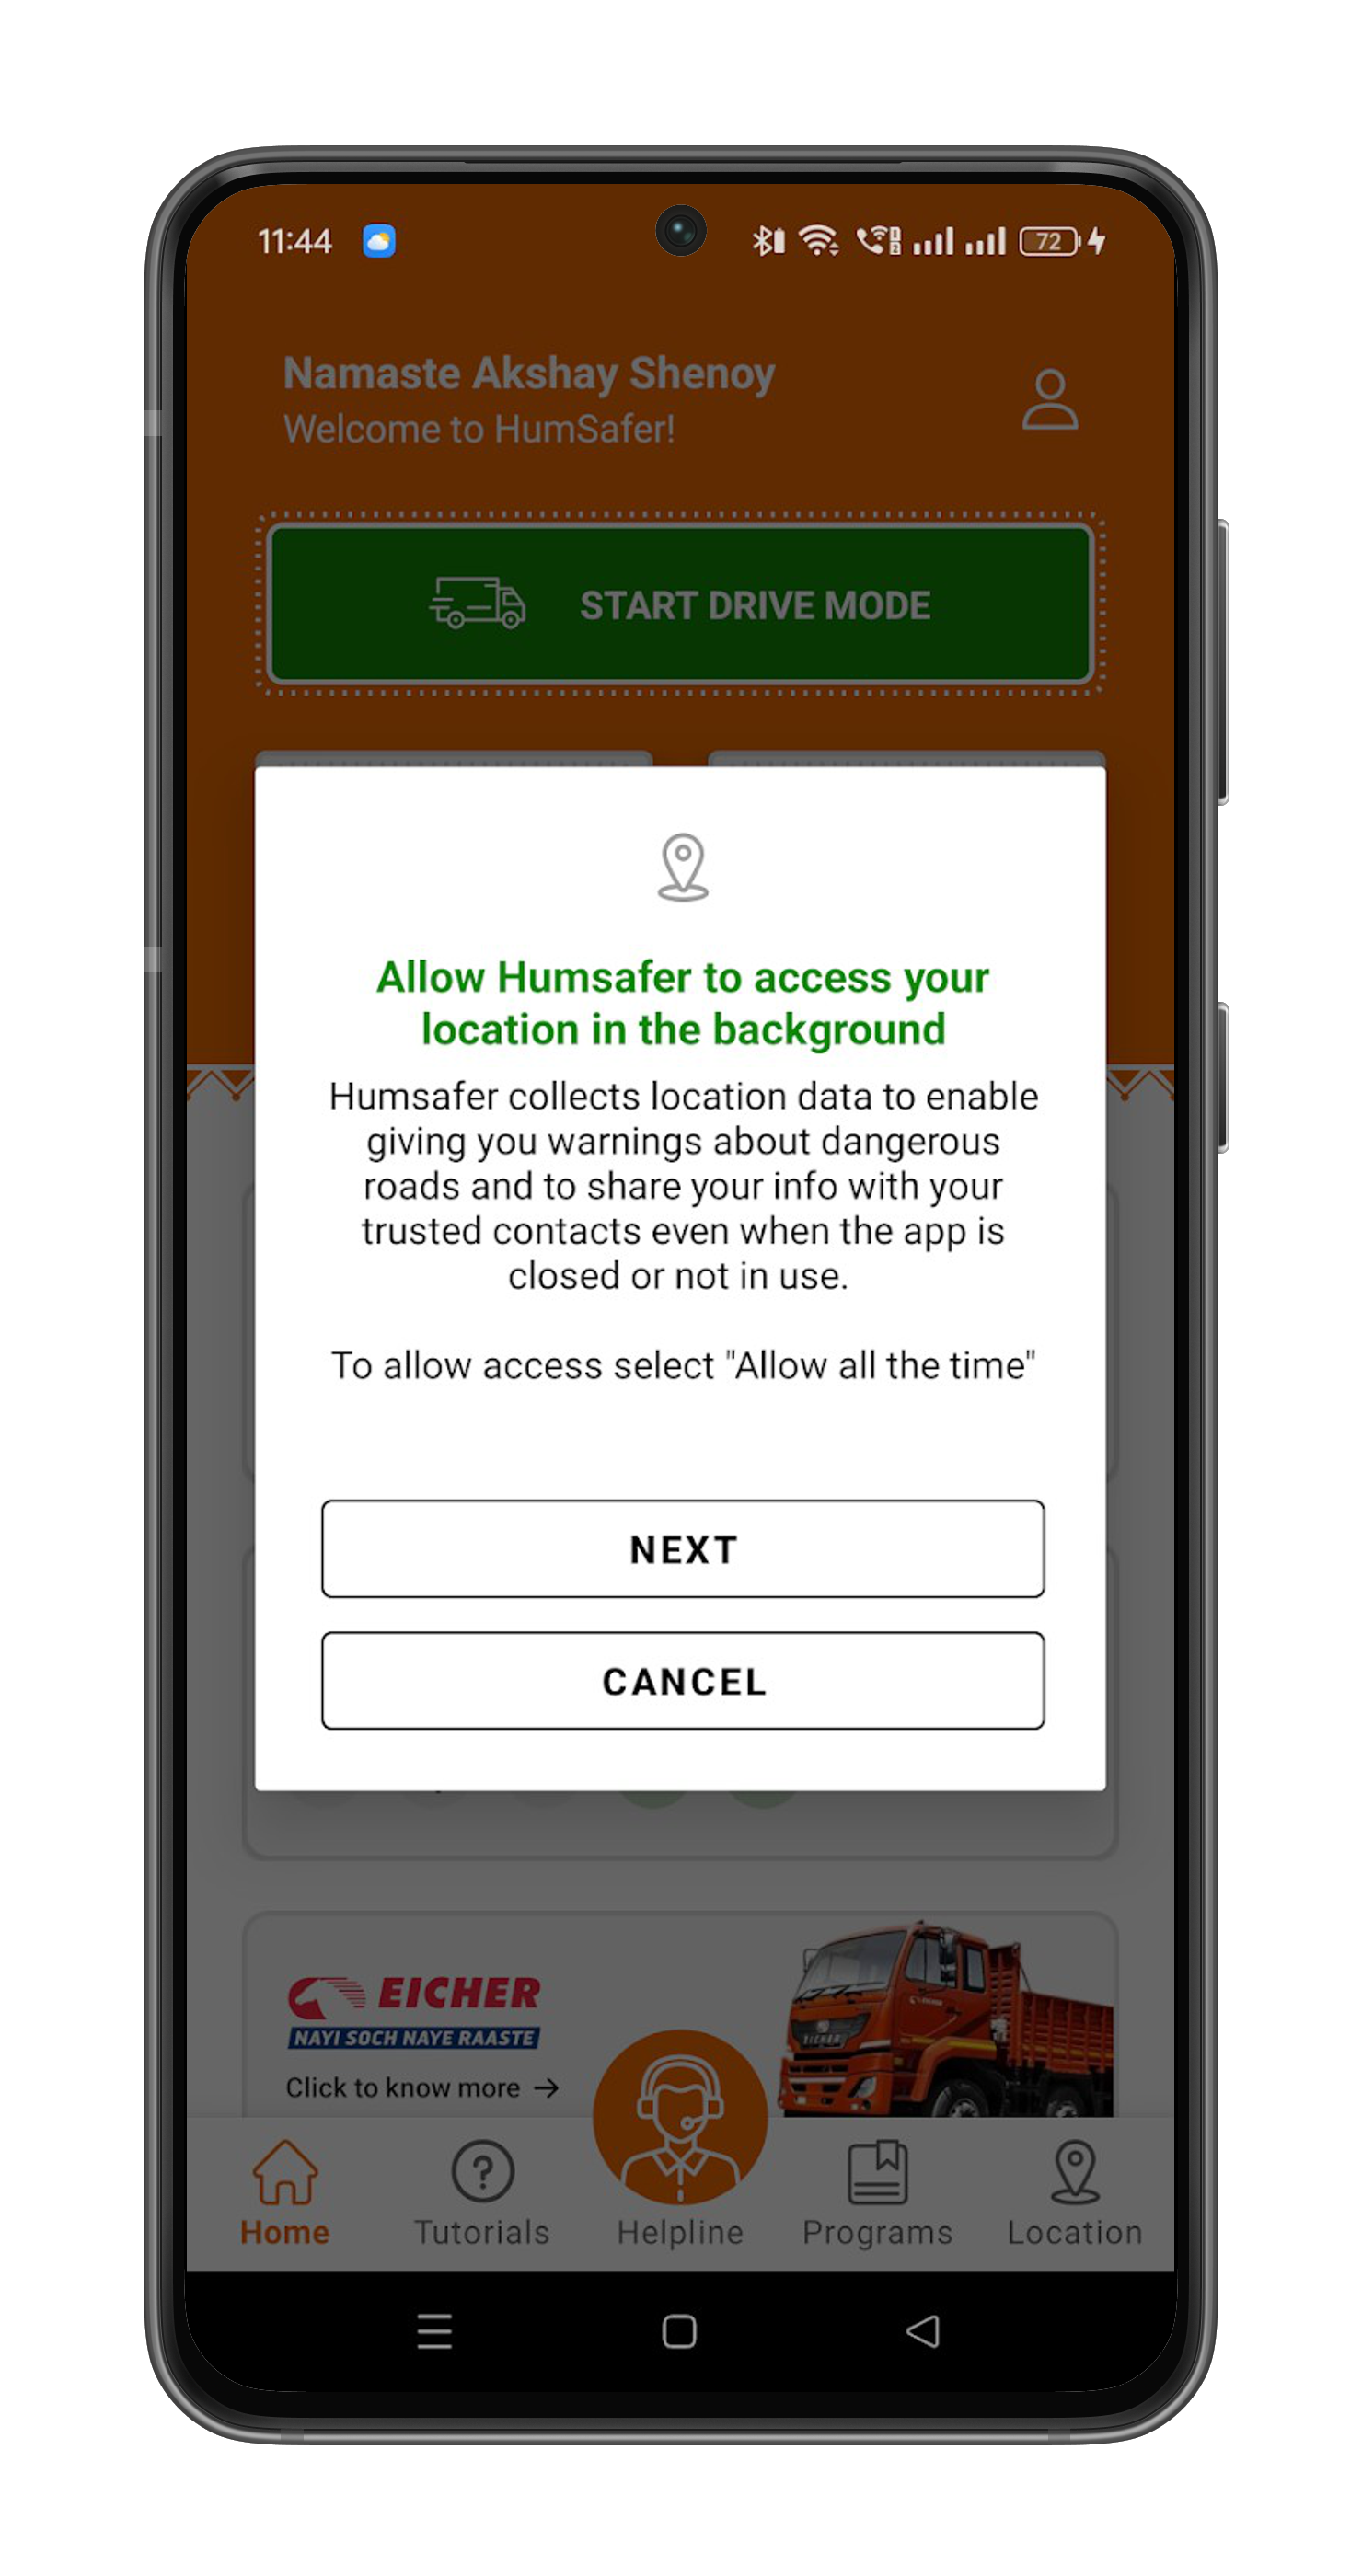 11:44
72
Namaste Akshay Shenoy
Welcome to HumSafer!
START DRIVE MODE
Allow Humsafer to access your
location in the background
Humsafer collects location data to enable
giving you warnings about dangerous
roads and to share your info with your
trusted contacts even when the app is
closed or not in use.
To allow access select "Allow all the time"
NEXT
CANCEL
EICHER
NAYI SOCH NAYE RAASTE
Click to know more →
EICHER
Home
Tutorials
Helpline
Programs
Location